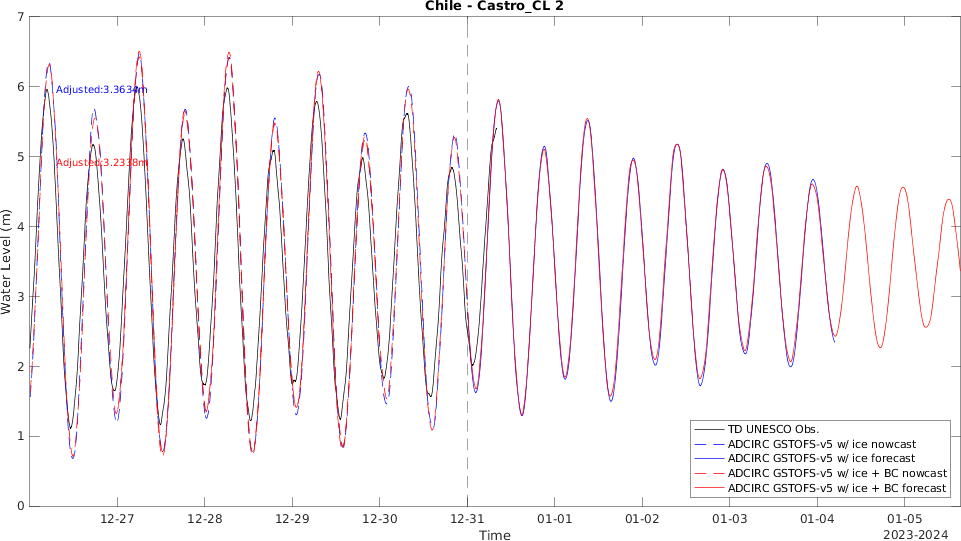 Chile - Castro_CL 2
7
6
5
4
3
2
1
0
Water Level (m)
Adjusted:3.3634m
Adjusted:3.2338m
12-27
12-28
12-29
12-30
12-31
01-01
01-02
01-03
01-04
01-05
Time
2023-2024
TD UNESCO Obs.
ADCIRC GSTOFS-v5 w/ ice nowcast
ADCIRC GSTOFS-v5 w/ ice forecast
ADCIRC GSTOFS-v5 w/ ice + BC nowcast
ADCIRC GSTOFS-v5 w/ ice + BC forecast